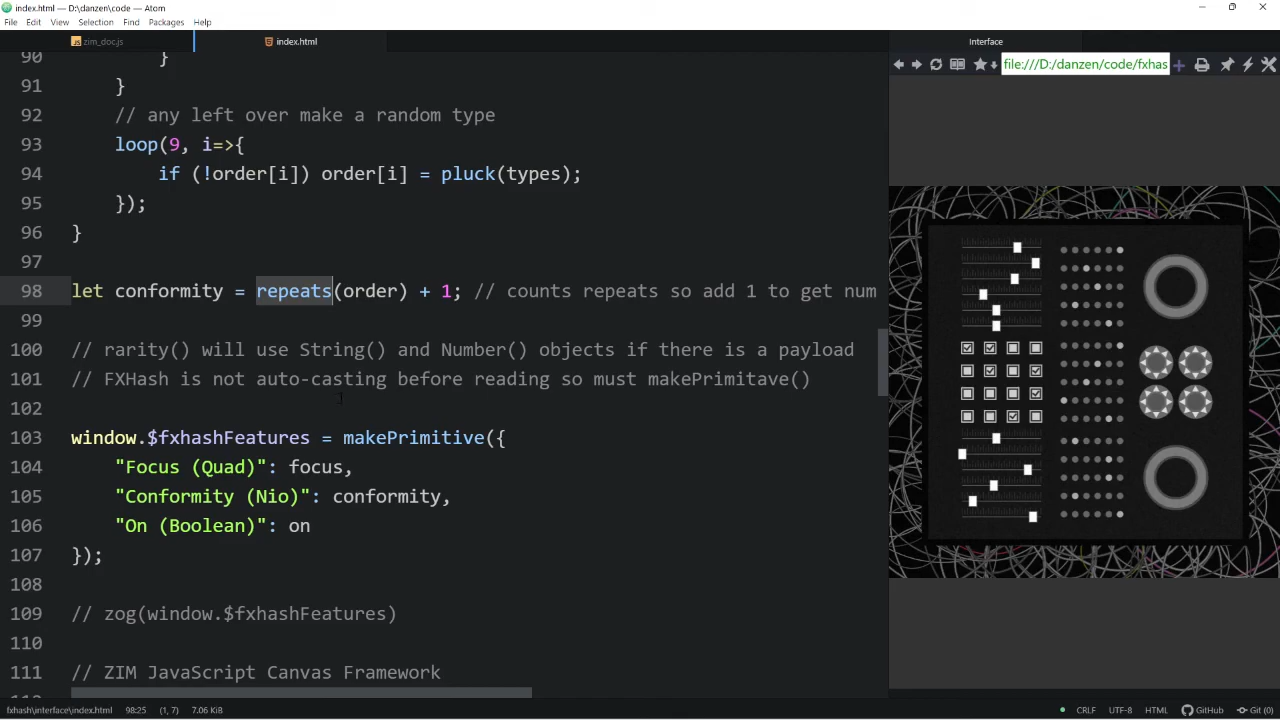 index.html — D:\danzen\code — Atom
File Edit View Selection Find Packages Help
zim_doc.js
index.html
Interface
file:///D:/danzen/code/fxhas
90 }
91 }
92 // any left over make a random type
93 loop(9, i=>{
94 if (!order[i]) order[i] = pluck(types);
95 });
96 }
97
98 let conformity = repeats(order) + 1; // counts repeats so add 1 to get num
99
100 // rarity() will use String() and Number() objects if there is a payload
101 // FXHash is not auto-casting before reading so must makePrimitave()
102
103 window.$fxhashFeatures = makePrimitive({
104 "Focus (Quad)": focus,
105 "Conformity (Nio)": conformity,
106 "On (Boolean)": on
107 });
108
109 // zog(window.$fxhashFeatures)
110
111 // ZIM JavaScript Canvas Framework
fxhash\interface\index.html 98:25 (1, 7) 7.06 KiB
CRLF UTF-8 HTML GitHub Git (0)